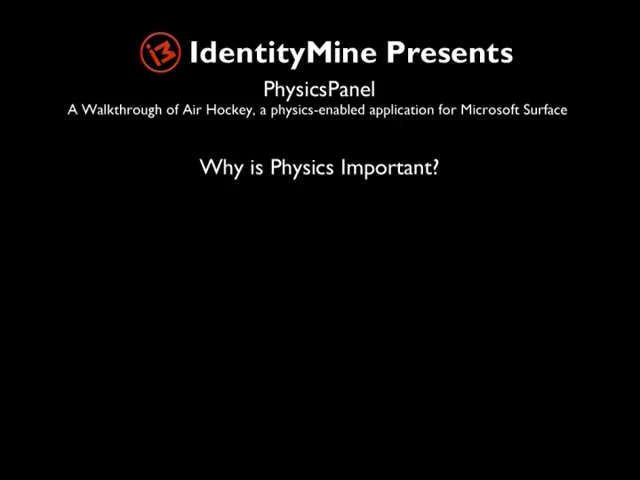 IdentityMine Presents
PhysicsPanel
A Walkthrough of Air Hockey, a physics-enabled application for Microsoft Surface
Why is Physics Important?